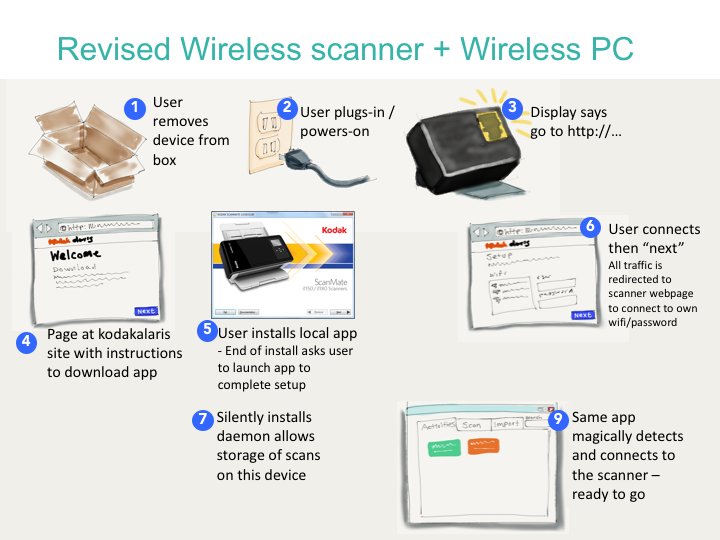 Revised Wireless scanner + Wireless PC
1
User
removes
device from
box
2
User plugs-in /
powers-on
3
Display says
go to http://…
http:
Kodak alaris
Welcome
Download
Next
4
Page at kodakalaris
site with instructions
to download app
Kodak
ScanMate
i1150 / i1180 Scanners
5
User installs local app
- End of install asks user
to launch app to
complete setup
http:
Kodak alaris
Setup
Wifi
password
Next
6
User connects
then “next”
All traffic is
redirected to
scanner webpage
to connect to own
wifi/password
7
Silently installs
daemon allows
storage of scans
on this device
Activities
Scan
Import
Search
9
Same app
magically detects
and connects to
the scanner –
ready to go